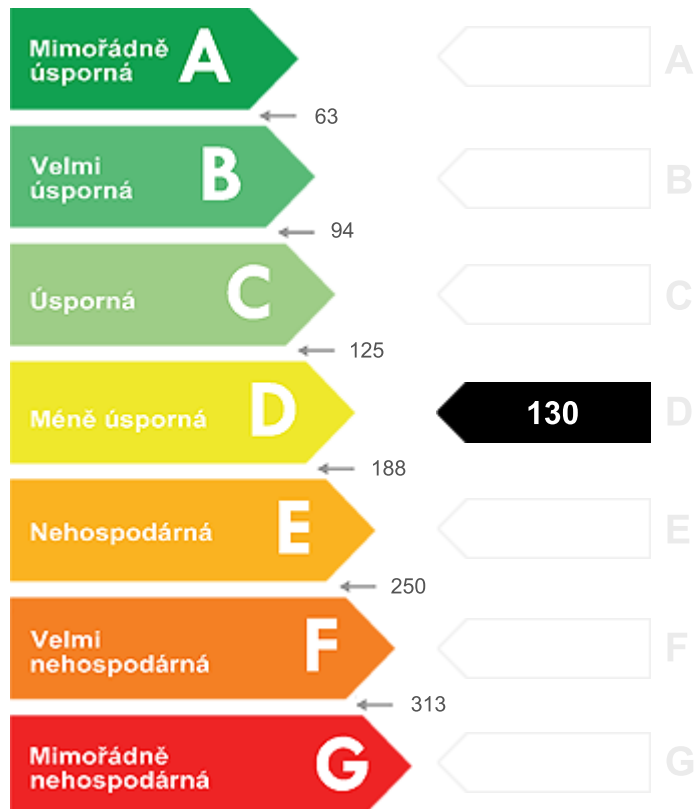 Mimořádně
úsporná
A
A
63
Velmi
úsporná
B
B
94
Úsporná
C
C
125
Méně úsporná
D
130
D
188
Nehospodárná
E
E
250
Velmi
nehospodárná
F
F
313
Mimořádně
nehospodárná
G
G